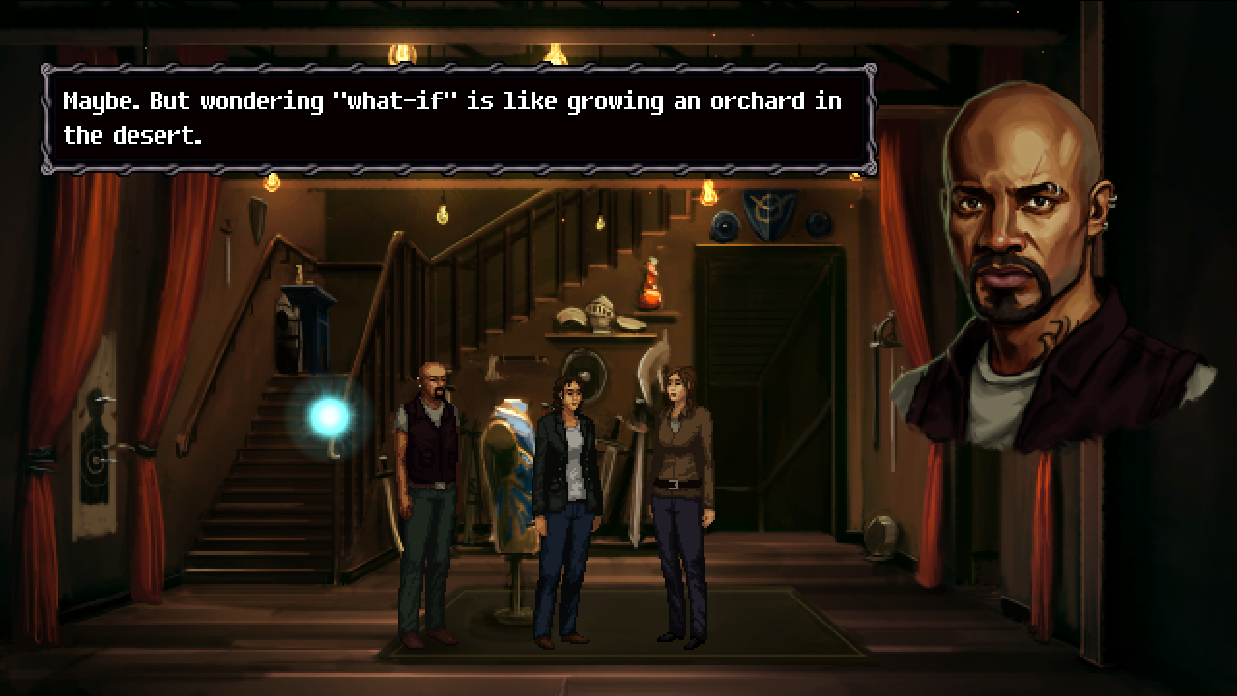 Maybe. But wondering "what-if" is like growing an orchard in
the desert.